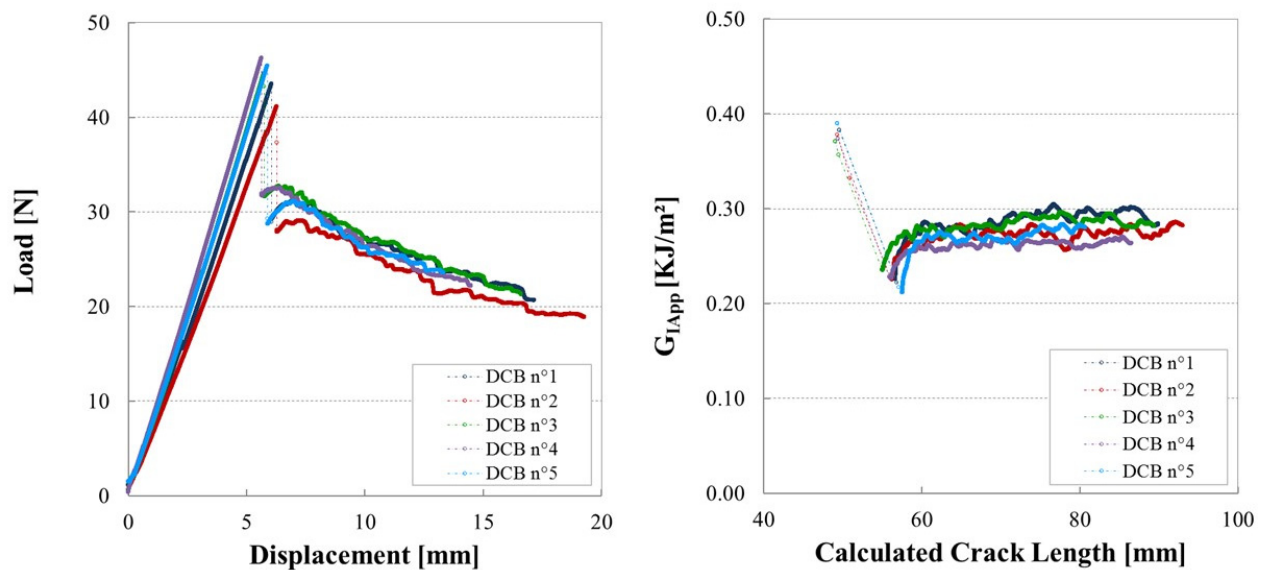 50
40
30
20
10
0
0
5
10
15
20
Load [N]
Displacement [mm]
DCB n°1
DCB n°2
DCB n°3
DCB n°4
DCB n°5
0.50
0.40
0.30
0.20
0.10
0.00
40
60
80
100
G_IApp [KJ/m²]
Calculated Crack Length [mm]
DCB n°1
DCB n°2
DCB n°3
DCB n°4
DCB n°5